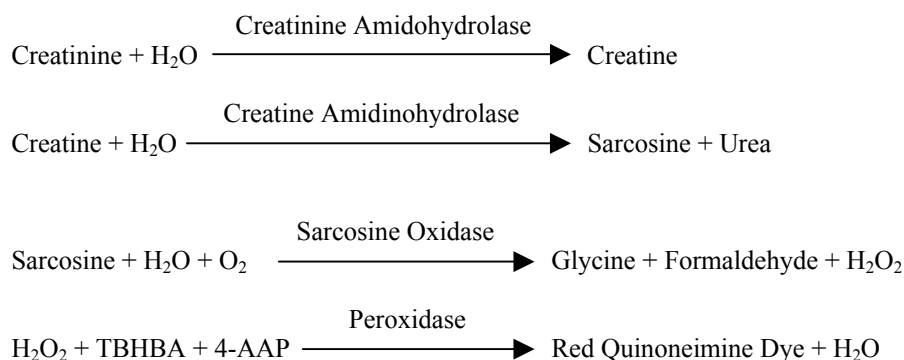 Creatinine Amidohydrolase
Creatinine + H₂O Creatine
Creatine Amidinohydrolase
Creatine + H₂O Sarcosine + Urea
Sarcosine Oxidase
Sarcosine + H₂O + O₂ Glycine + Formaldehyde + H₂O₂
Peroxidase
H₂O₂ + TBHBA + 4-AAP Red Quinoneimine Dye + H₂O